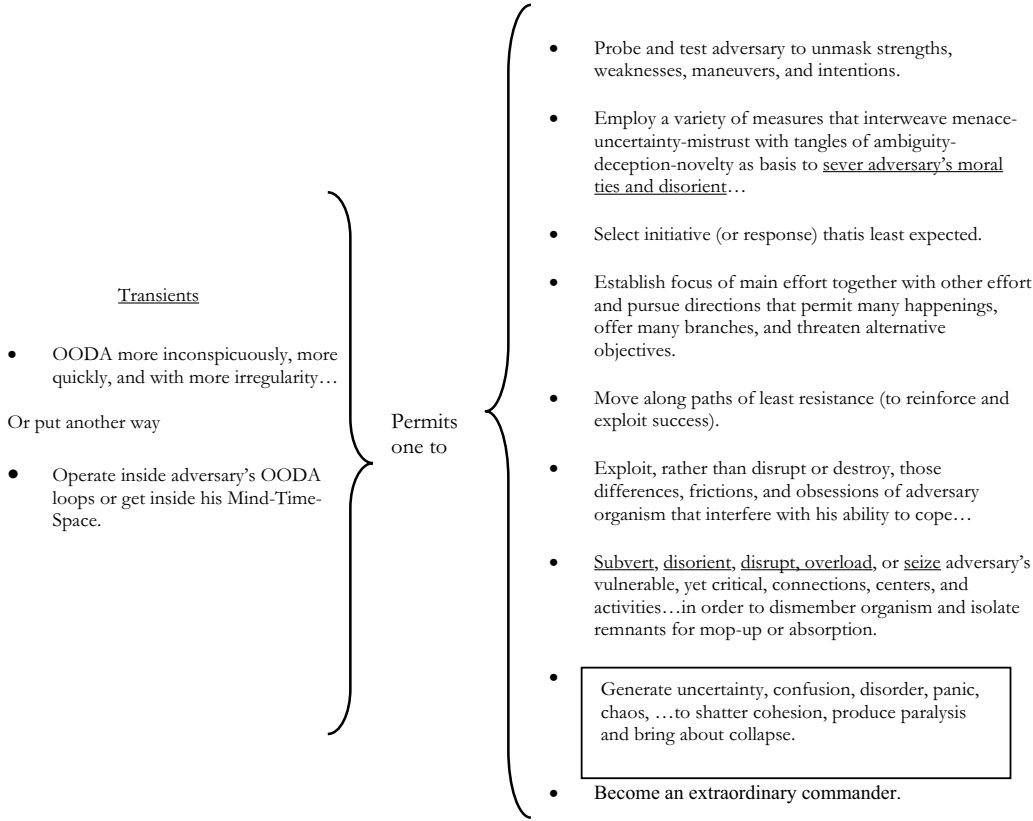 Transients
• OODA more inconspicuously, more
quickly, and with more irregularity…
Or put another way
• Operate inside adversary’s OODA
loops or get inside his Mind-Time-
Space.
Permits
one to
• Probe and test adversary to unmask strengths,
weaknesses, maneuvers, and intentions.
• Employ a variety of measures that interweave menace-
uncertainty-mistrust with tangles of ambiguity-
deception-novelty as basis to sever adversary’s moral
ties and disorient…
• Select initiative (or response) thatis least expected.
• Establish focus of main effort together with other effort
and pursue directions that permit many happenings,
offer many branches, and threaten alternative
objectives.
• Move along paths of least resistance (to reinforce and
exploit success).
• Exploit, rather than disrupt or destroy, those
differences, frictions, and obsessions of adversary
organism that interfere with his ability to cope…
• Subvert, disorient, disrupt, overload, or seize adversary’s
vulnerable, yet critical, connections, centers, and
activities…in order to dismember organism and isolate
remnants for mop-up or absorption.
• Generate uncertainty, confusion, disorder, panic,
chaos, …to shatter cohesion, produce paralysis
and bring about collapse.
• Become an extraordinary commander.